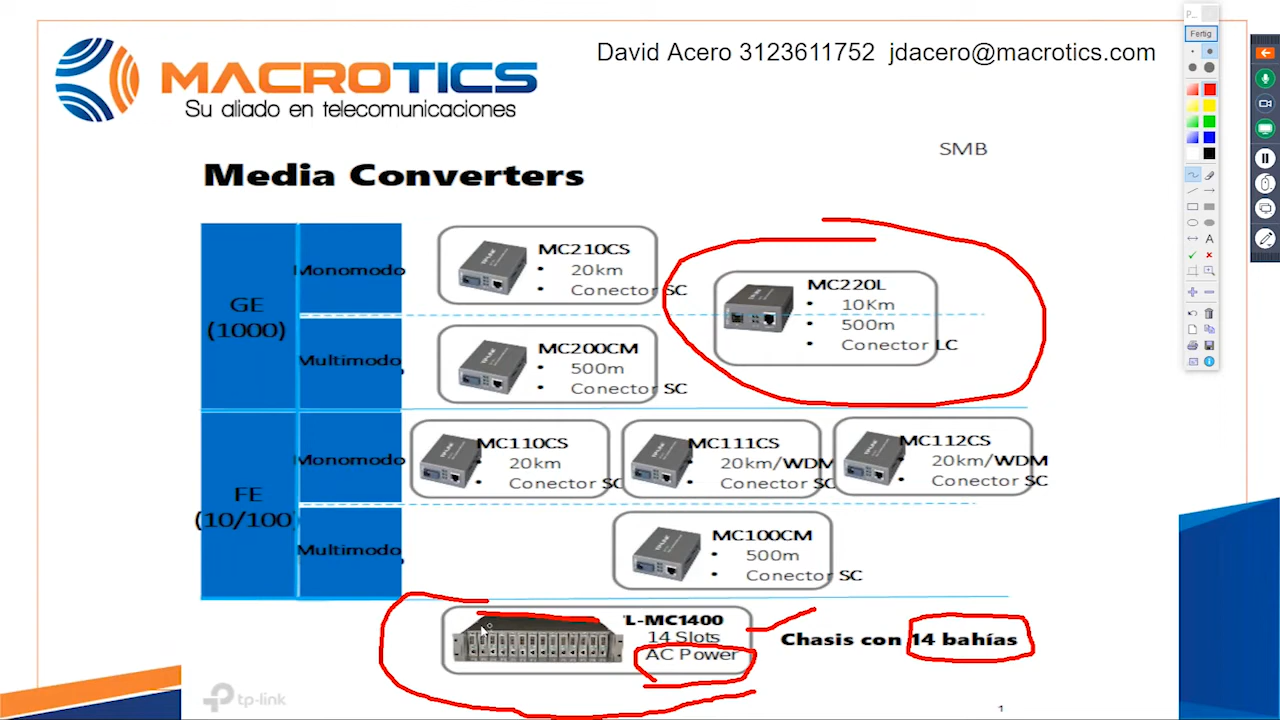 David Acero 3123611752 jdacero@macrotics.com
MACROTICS
Su aliado en telecomunicaciones
P...
Fertig
SMB
Media Converters
GE
(1000)
Monomodo
MC210CS
• 20km
• Conector SC
MC220L
• 10Km
• 500m
• Conector LC
Multimodo
MC200CM
• 500m
• Conector SC
FE
(10/100)
Monomodo
MC110CS
• 20km
• Conector SC
MC111CS
• 20km/WDM
• Conector SC
MC112CS
• 20km/WDM
• Conector SC
Multimodo
MC100CM
• 500m
• Conector SC
L-MC1400
14 Slots
AC Power
Chasis con 14 bahías
tp-link
1